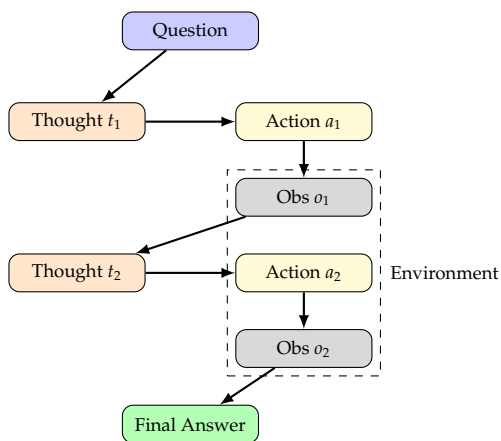 Question
Thought t₁
Action a₁
Obs o₁
Thought t₂
Action a₂
Environment
Obs o₂
Final Answer